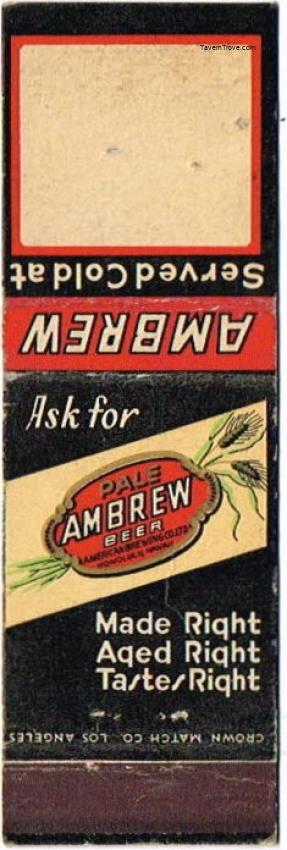 TavernTrove.com
Served Cold at
AMBREW
Ask for
PALE
AMBREW
BEER
AMERICAN BREWING CO. LTD.
HONOLULU, HAWAII
Made Right
Aged Right
Tastes Right
CROWN MATCH CO. LOS ANGELES